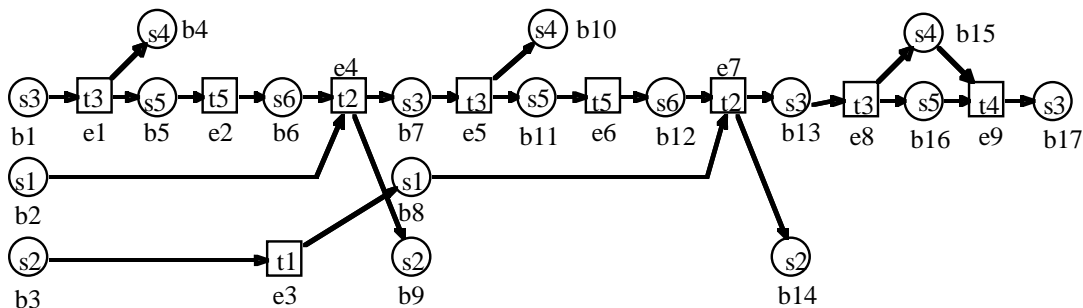 s4 b4 s4 b10 s4 b15
e4 e7
s3 t3 s5 t5 s6 t2 s3 t3 s5 t5 s6 t2 s3 t3 s5 t4 s3
b1 e1 b5 e2 b6 b7 e5 b11 e6 b12 b13 e8 b16 e9 b17
s1 s1
b2 b8
s2 t1 s2 s2
b3 e3 b9 b14